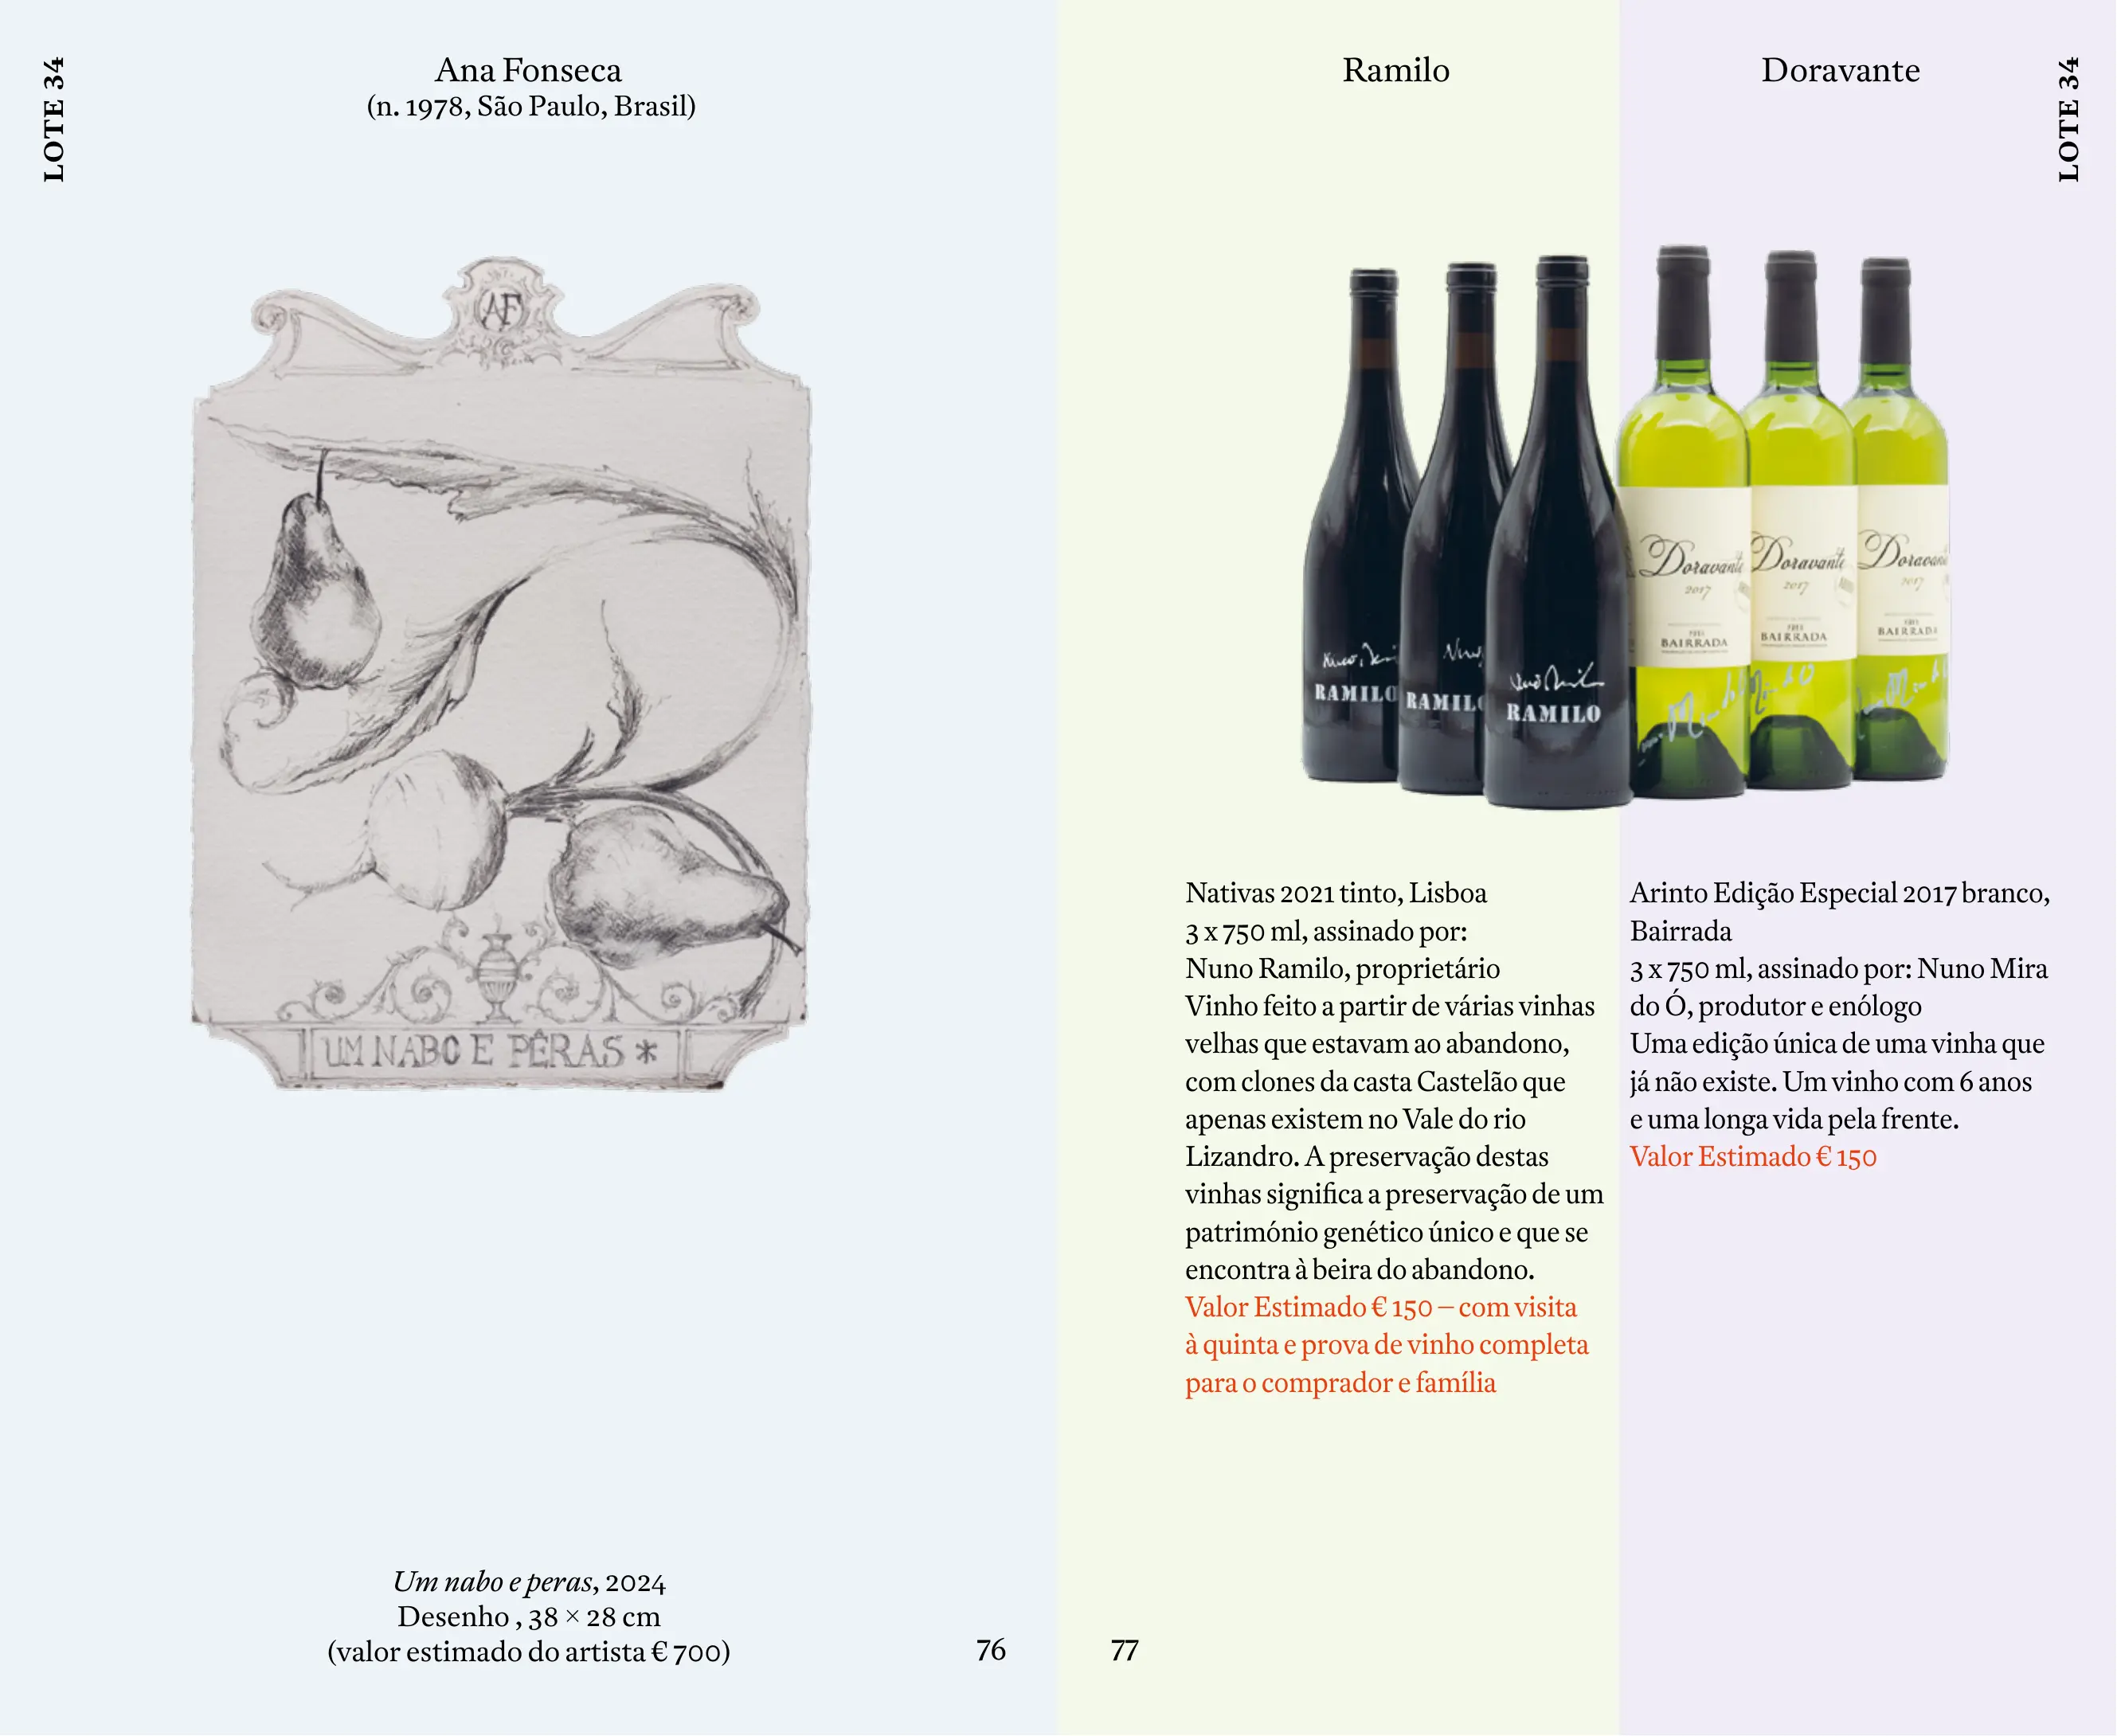 LOTE 34
Ana Fonseca
(n. 1978, São Paulo, Brasil)
AF
UM NABO E PÊRAS *
Um nabo e peras, 2024
Desenho , 38 × 28 cm
(valor estimado do artista € 700)
76
Ramilo
RAMILO
RAMILO
RAMILO
Nativas 2021 tinto, Lisboa
3 x 750 ml, assinado por:
Nuno Ramilo, proprietário
Vinho feito a partir de várias vinhas
velhas que estavam ao abandono,
com clones da casta Castelão que
apenas existem no Vale do rio
Lizandro. A preservação destas
vinhas significa a preservação de um
património genético único e que se
encontra à beira do abandono.
Valor Estimado € 150 – com visita
à quinta e prova de vinho completa
para o comprador e família
77
Doravante
LOTE 34
Doravante
2017
BAIRRADA
Doravante
2017
BAIRRADA
Doravante
2017
BAIRRADA
Arinto Edição Especial 2017 branco,
Bairrada
3 x 750 ml, assinado por: Nuno Mira
do Ó, produtor e enólogo
Uma edição única de uma vinha que
já não existe. Um vinho com 6 anos
e uma longa vida pela frente.
Valor Estimado € 150